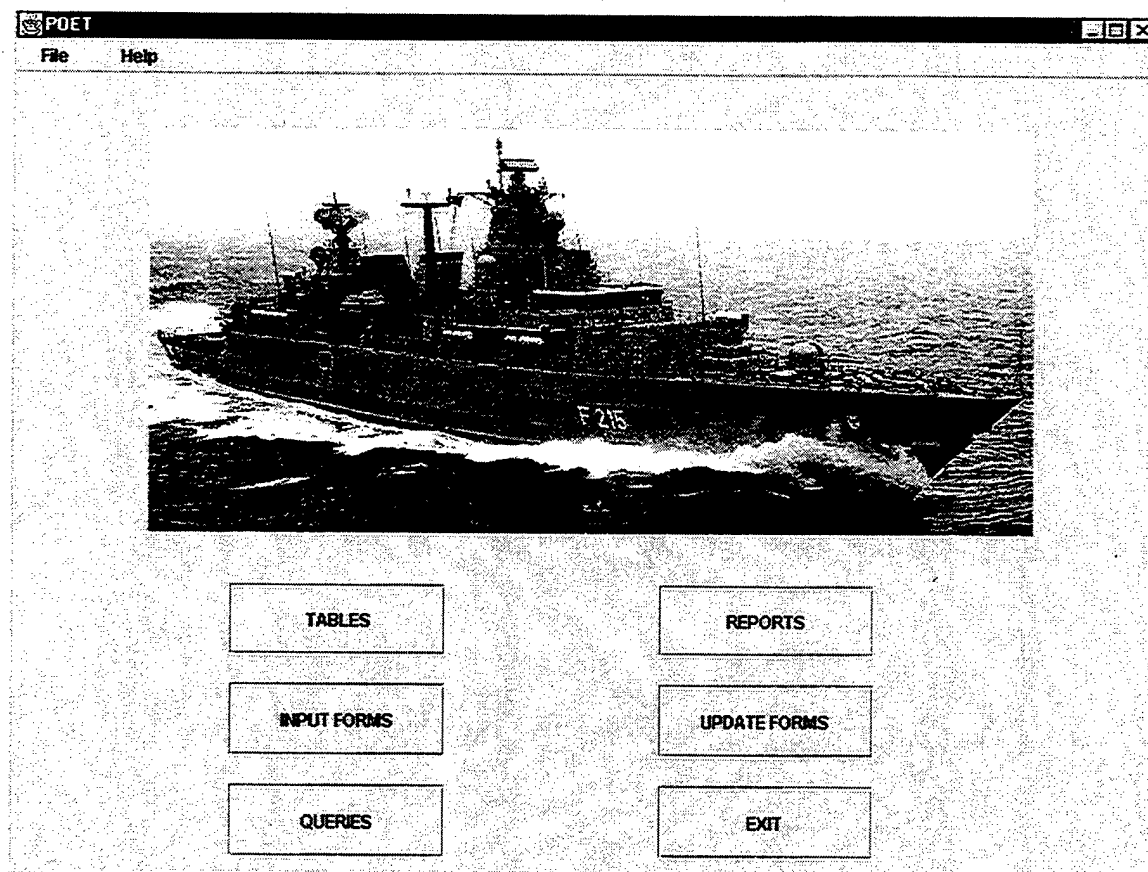 POET
File Help
F 215
TABLES
REPORTS
INPUT FORMS
UPDATE FORMS
QUERIES
EXIT